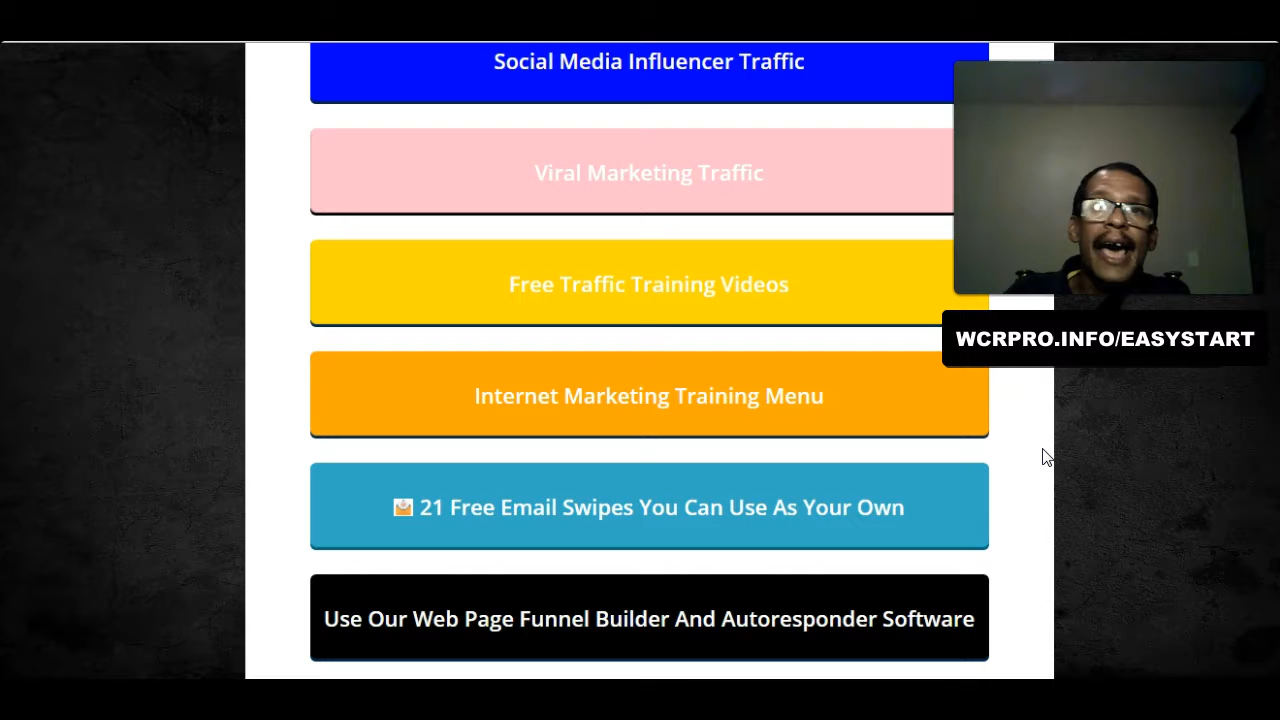 Social Media Influencer Traffic
Viral Marketing Traffic
Free Traffic Training Videos
WCRPRO.INFO/EASYSTART
Internet Marketing Training Menu
21 Free Email Swipes You Can Use As Your Own
Use Our Web Page Funnel Builder And Autoresponder Software